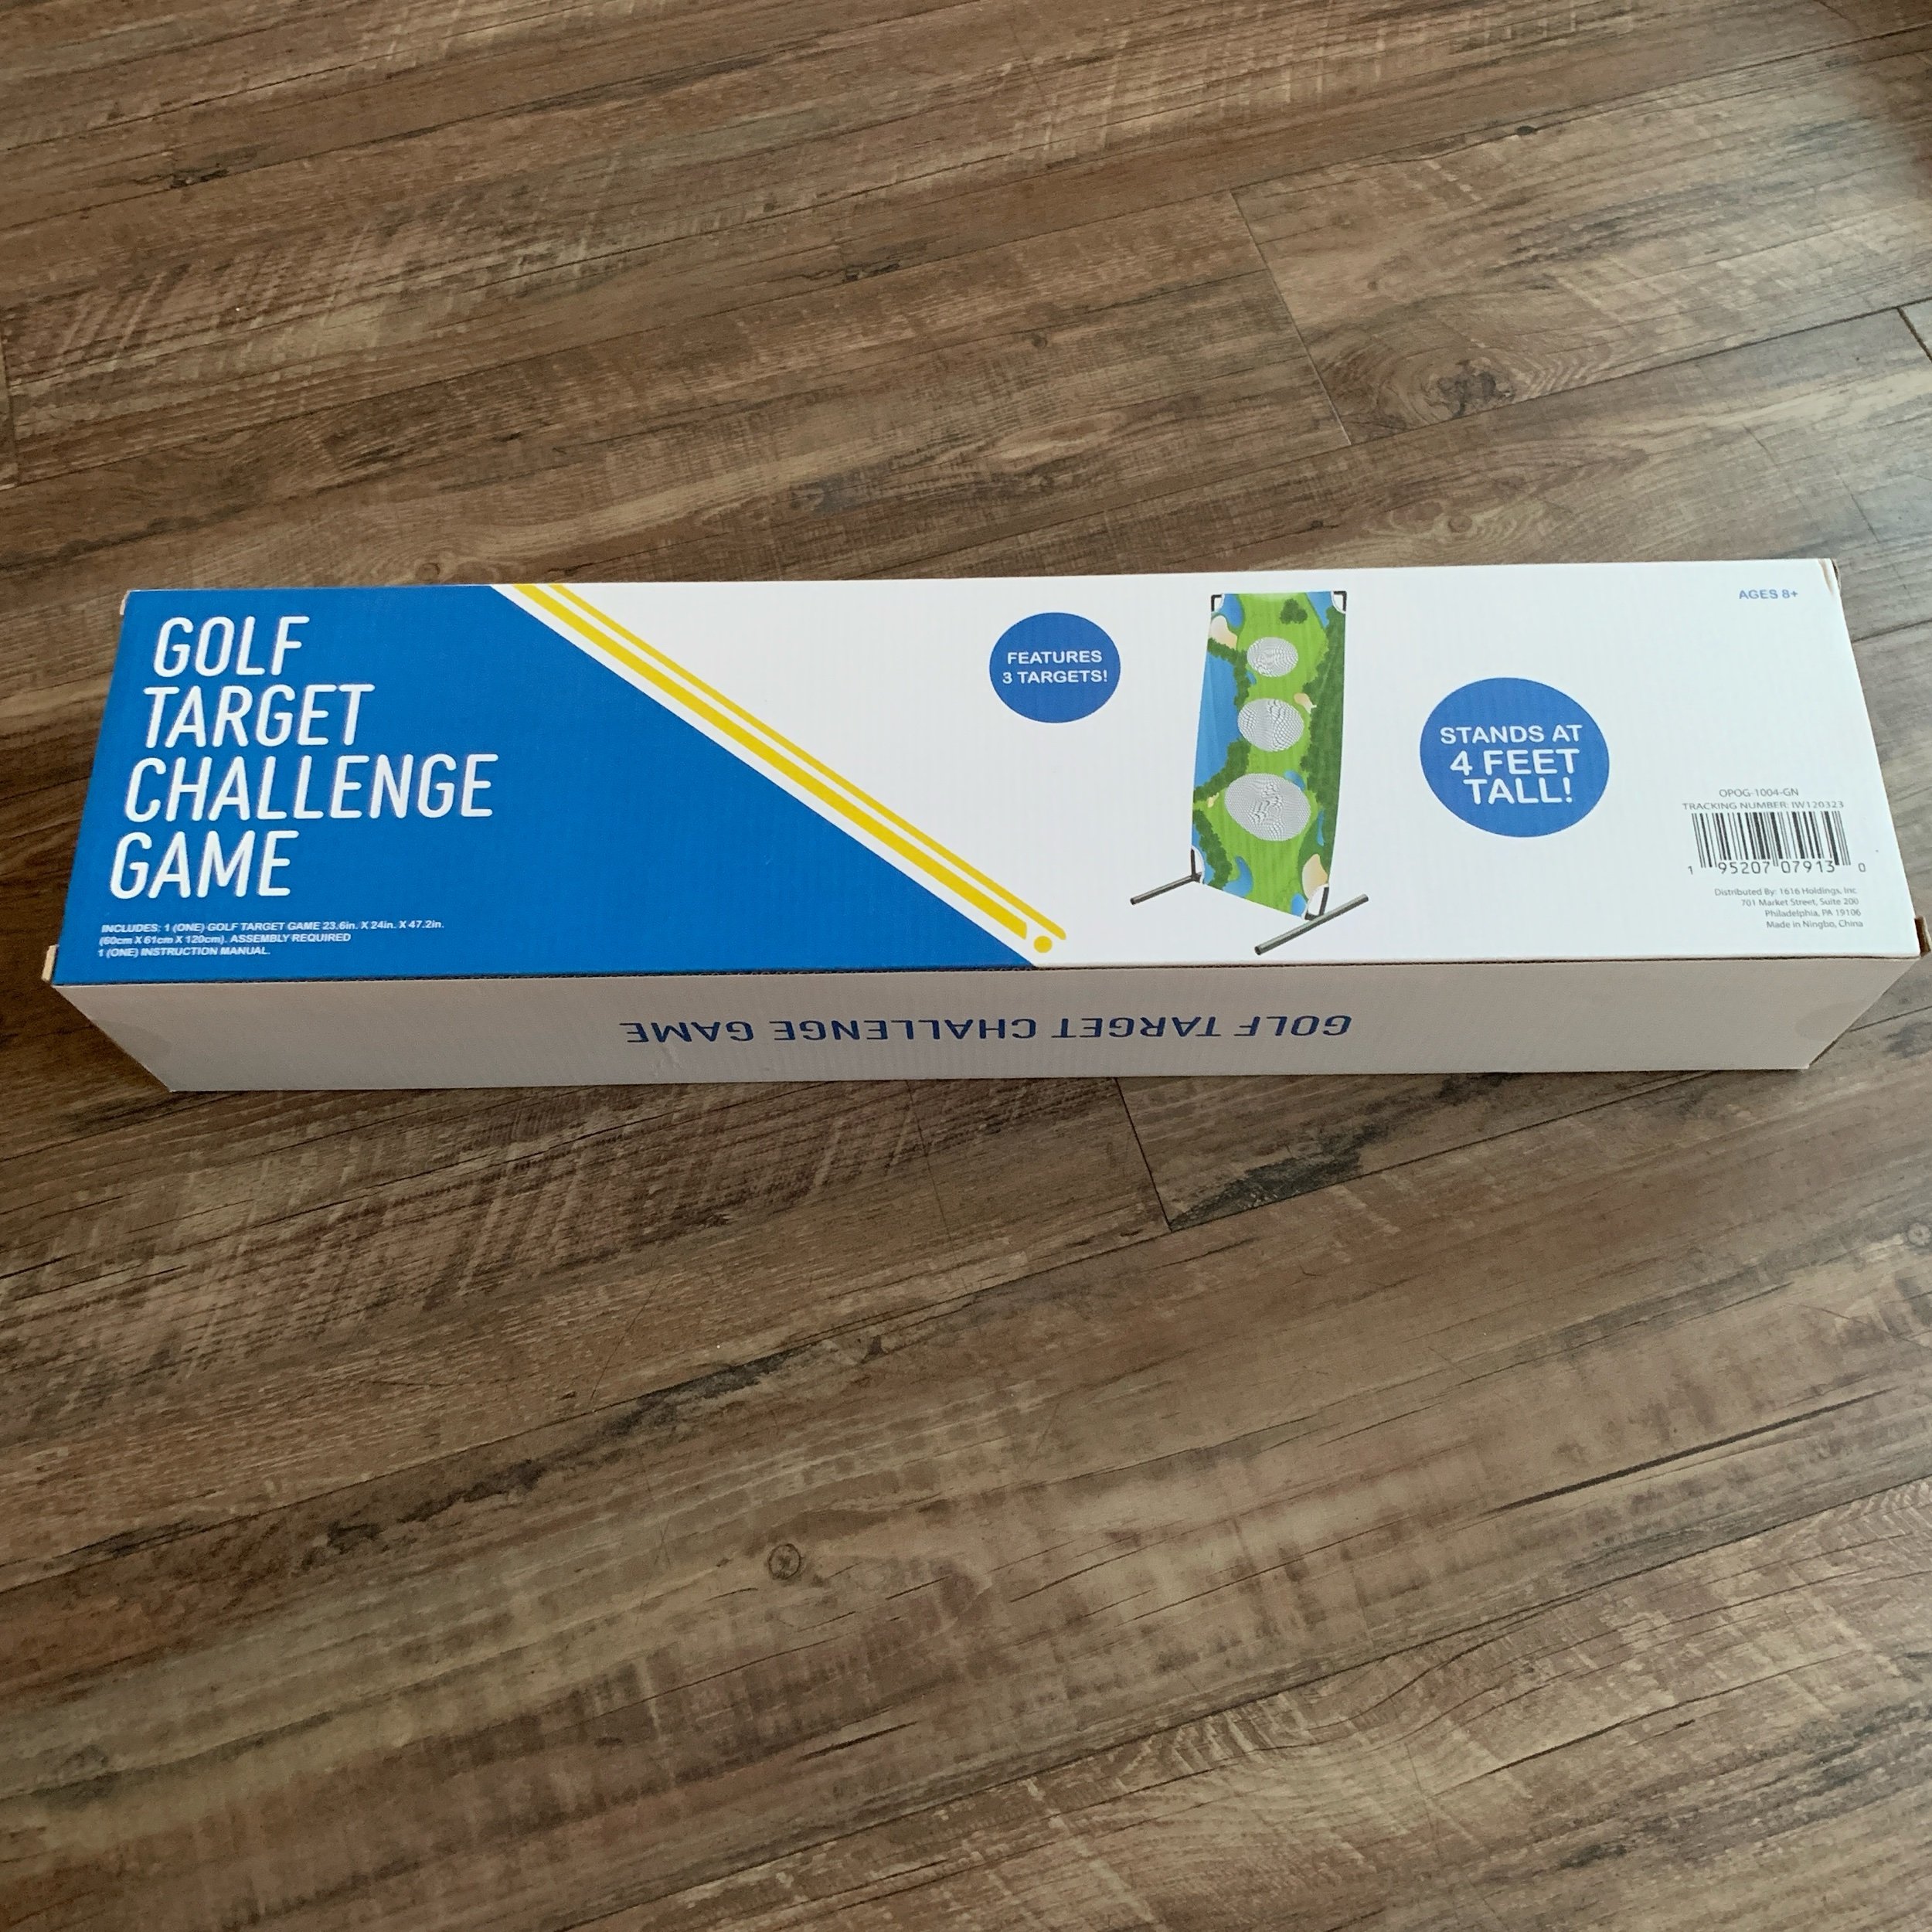 GOLF
TARGET
CHALLENGE
GAME
INCLUDES: 1 (ONE) GOLF TARGET GAME 23.6in. X 24in. X 47.2in.
(60cm X 61cm X 120cm). ASSEMBLY REQUIRED
1 (ONE) INSTRUCTION MANUAL.
FEATURES
3 TARGETS!
STANDS AT
4 FEET
TALL!
AGES 8+
OPOG-1004-GN
TRACKING NUMBER: IW120323
1 95207 07913 0
Distributed By: 1616 Holdings, Inc.
701 Market Street, Suite 200
Philadelphia, PA 19106
Made in Ningbo, China
GOLF TARGET CHALLENGE GAME